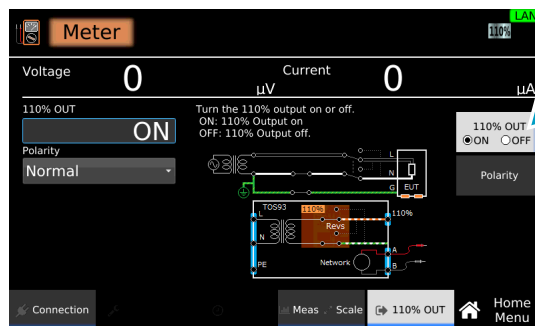 LAN
Meter
110%
Voltage 0 µV Current 0 µA
110% OUT
ON
Polarity
Normal
Turn the 110% output on or off.
ON: 110% Output on
OFF: 110% Output off.
L
N
G EUT
TOS93
110%
110%
L
Revs
N
A
PE
Network
B
110% OUT
ON OFF
Polarity
Connection
Meas
Scale
110% OUT
Home
Menu